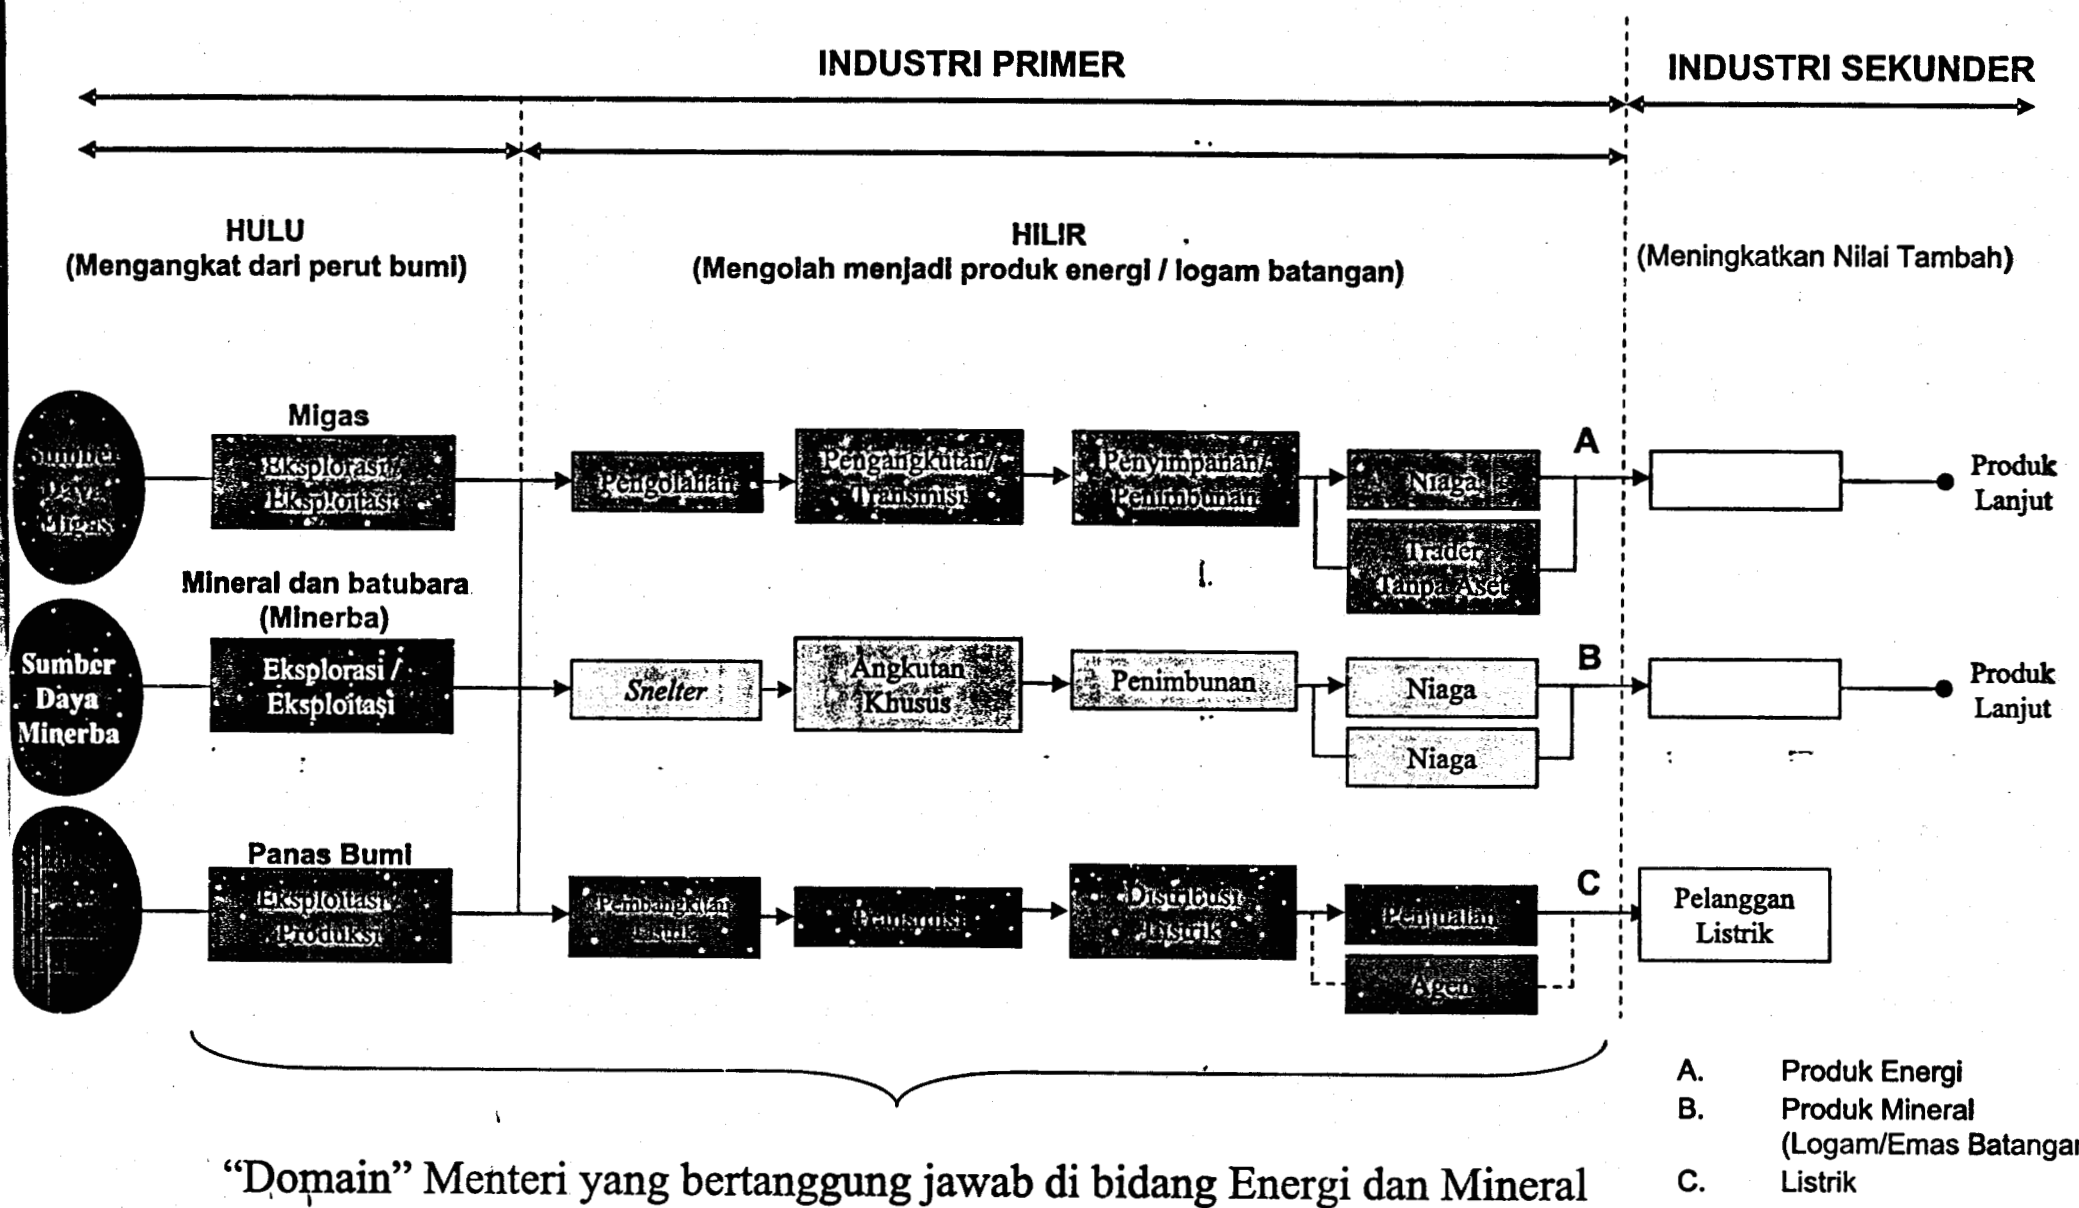 INDUSTRI PRIMER
INDUSTRI SEKUNDER
HULU
(Mengangkat dari perut bumi)
HILIR
(Mengolah menjadi produk energi / logam batangan)
(Meningkatkan Nilai Tambah)
Sumber
Daya
Migas
Migas
Eksplorasi/
Eksploitasi
Pengolahan
Pengangkutan/
Transmisi
Penyimpanan/
Penimbunan
Niaga
Trader
Tanpa Aset
A
Produk
Lanjut
Sumber
Daya
Minerba
Mineral dan batubara
(Minerba)
Eksplorasi /
Eksploitasi
Snelter
Angkutan
Khusus
Penimbunan
Niaga
Niaga
B
Produk
Lanjut
Panas Bumi
Eksploitasi/
Produksi
Pembangkitan
Listrik
Transmisi
Distribusi
Listrik
Penjualan
Agen
C
Pelanggan
Listrik
A. Produk Energi
B. Produk Mineral
(Logam/Emas Batangan
C. Listrik
“Domain” Menteri yang bertanggung jawab di bidang Energi dan Mineral